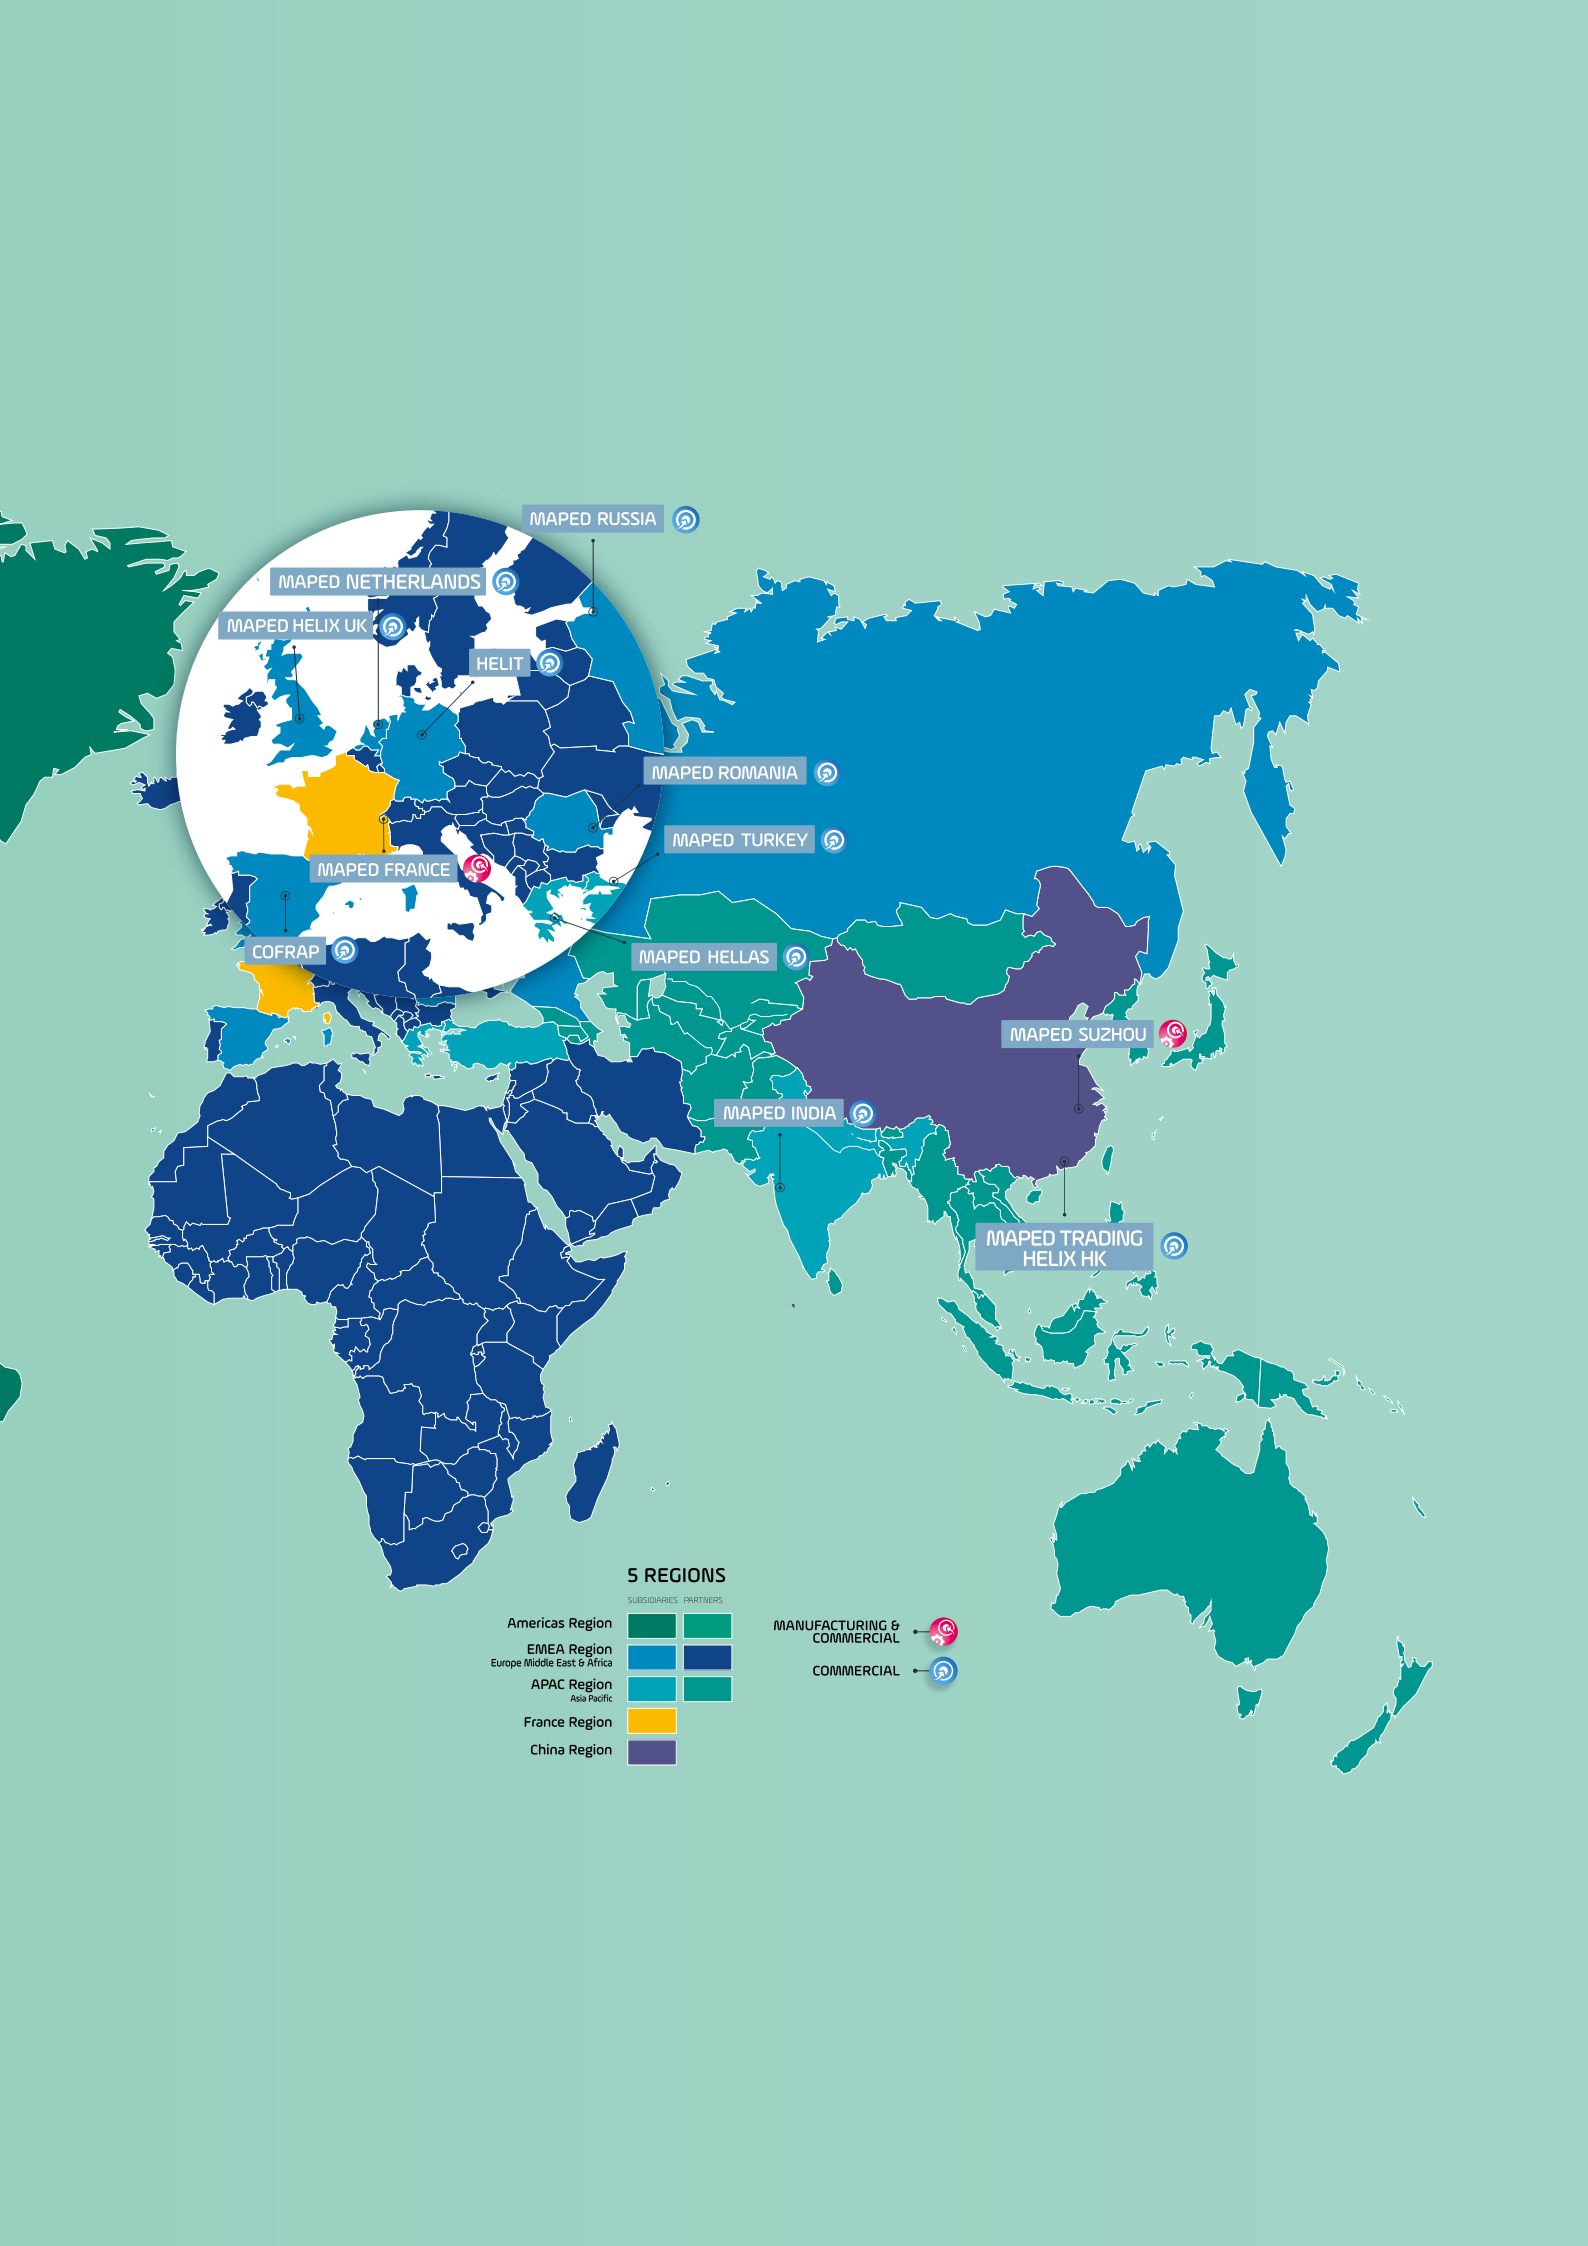 MAPED RUSSIA
MAPED NETHERLANDS
MAPED HELIX UK
HELIT
MAPED ROMANIA
MAPED TURKEY
MAPED FRANCE
COFRAP
MAPED HELLAS
MAPED SUZHOU
MAPED INDIA
MAPED TRADING
HELIX HK
5 REGIONS
SUBSIDIARIES PARTNERS
Americas Region
EMEA Region
Europe Middle East & Africa
APAC Region
Asia Pacific
France Region
China Region
MANUFACTURING &
COMMERCIAL
COMMERCIAL